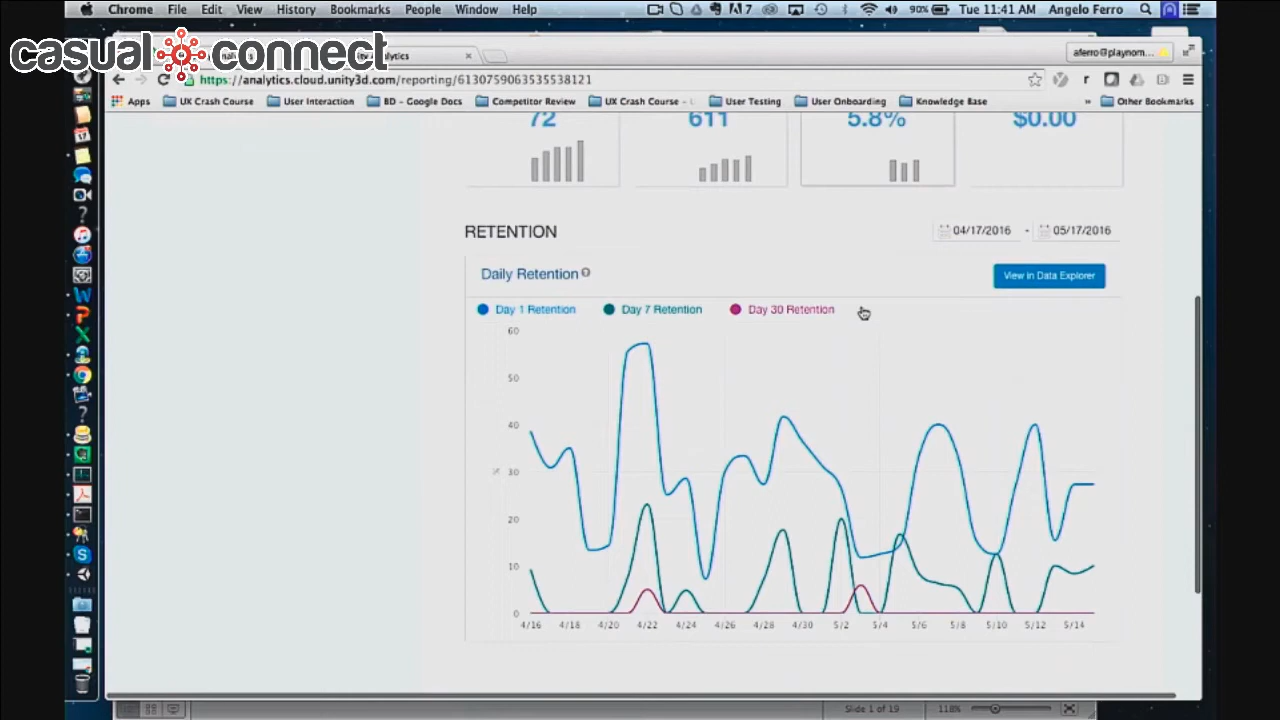 Chrome File Edit View History Bookmarks People Window Help 7 90% Tue 11:41 AM Angelo Ferro
casual connect
Analytics aferro@playnom...
https://analytics.cloud.unity3d.com/reporting/6130759063535538121
Apps UX Crash Course User Interaction BD - Google Docs Competitor Review UX Crash Course - User Testing User Onboarding Knowledge Base » Other Bookmarks
72 611 5.8% $0.00
RETENTION 04/17/2016 - 05/17/2016
Daily Retention ? View in Data Explorer
Day 1 Retention Day 7 Retention Day 30 Retention
60
50
40
% 30
20
10
0
4/16 4/18 4/20 4/22 4/24 4/26 4/28 4/30 5/2 5/4 5/6 5/8 5/10 5/12 5/14
Slide 1 of 19 118%